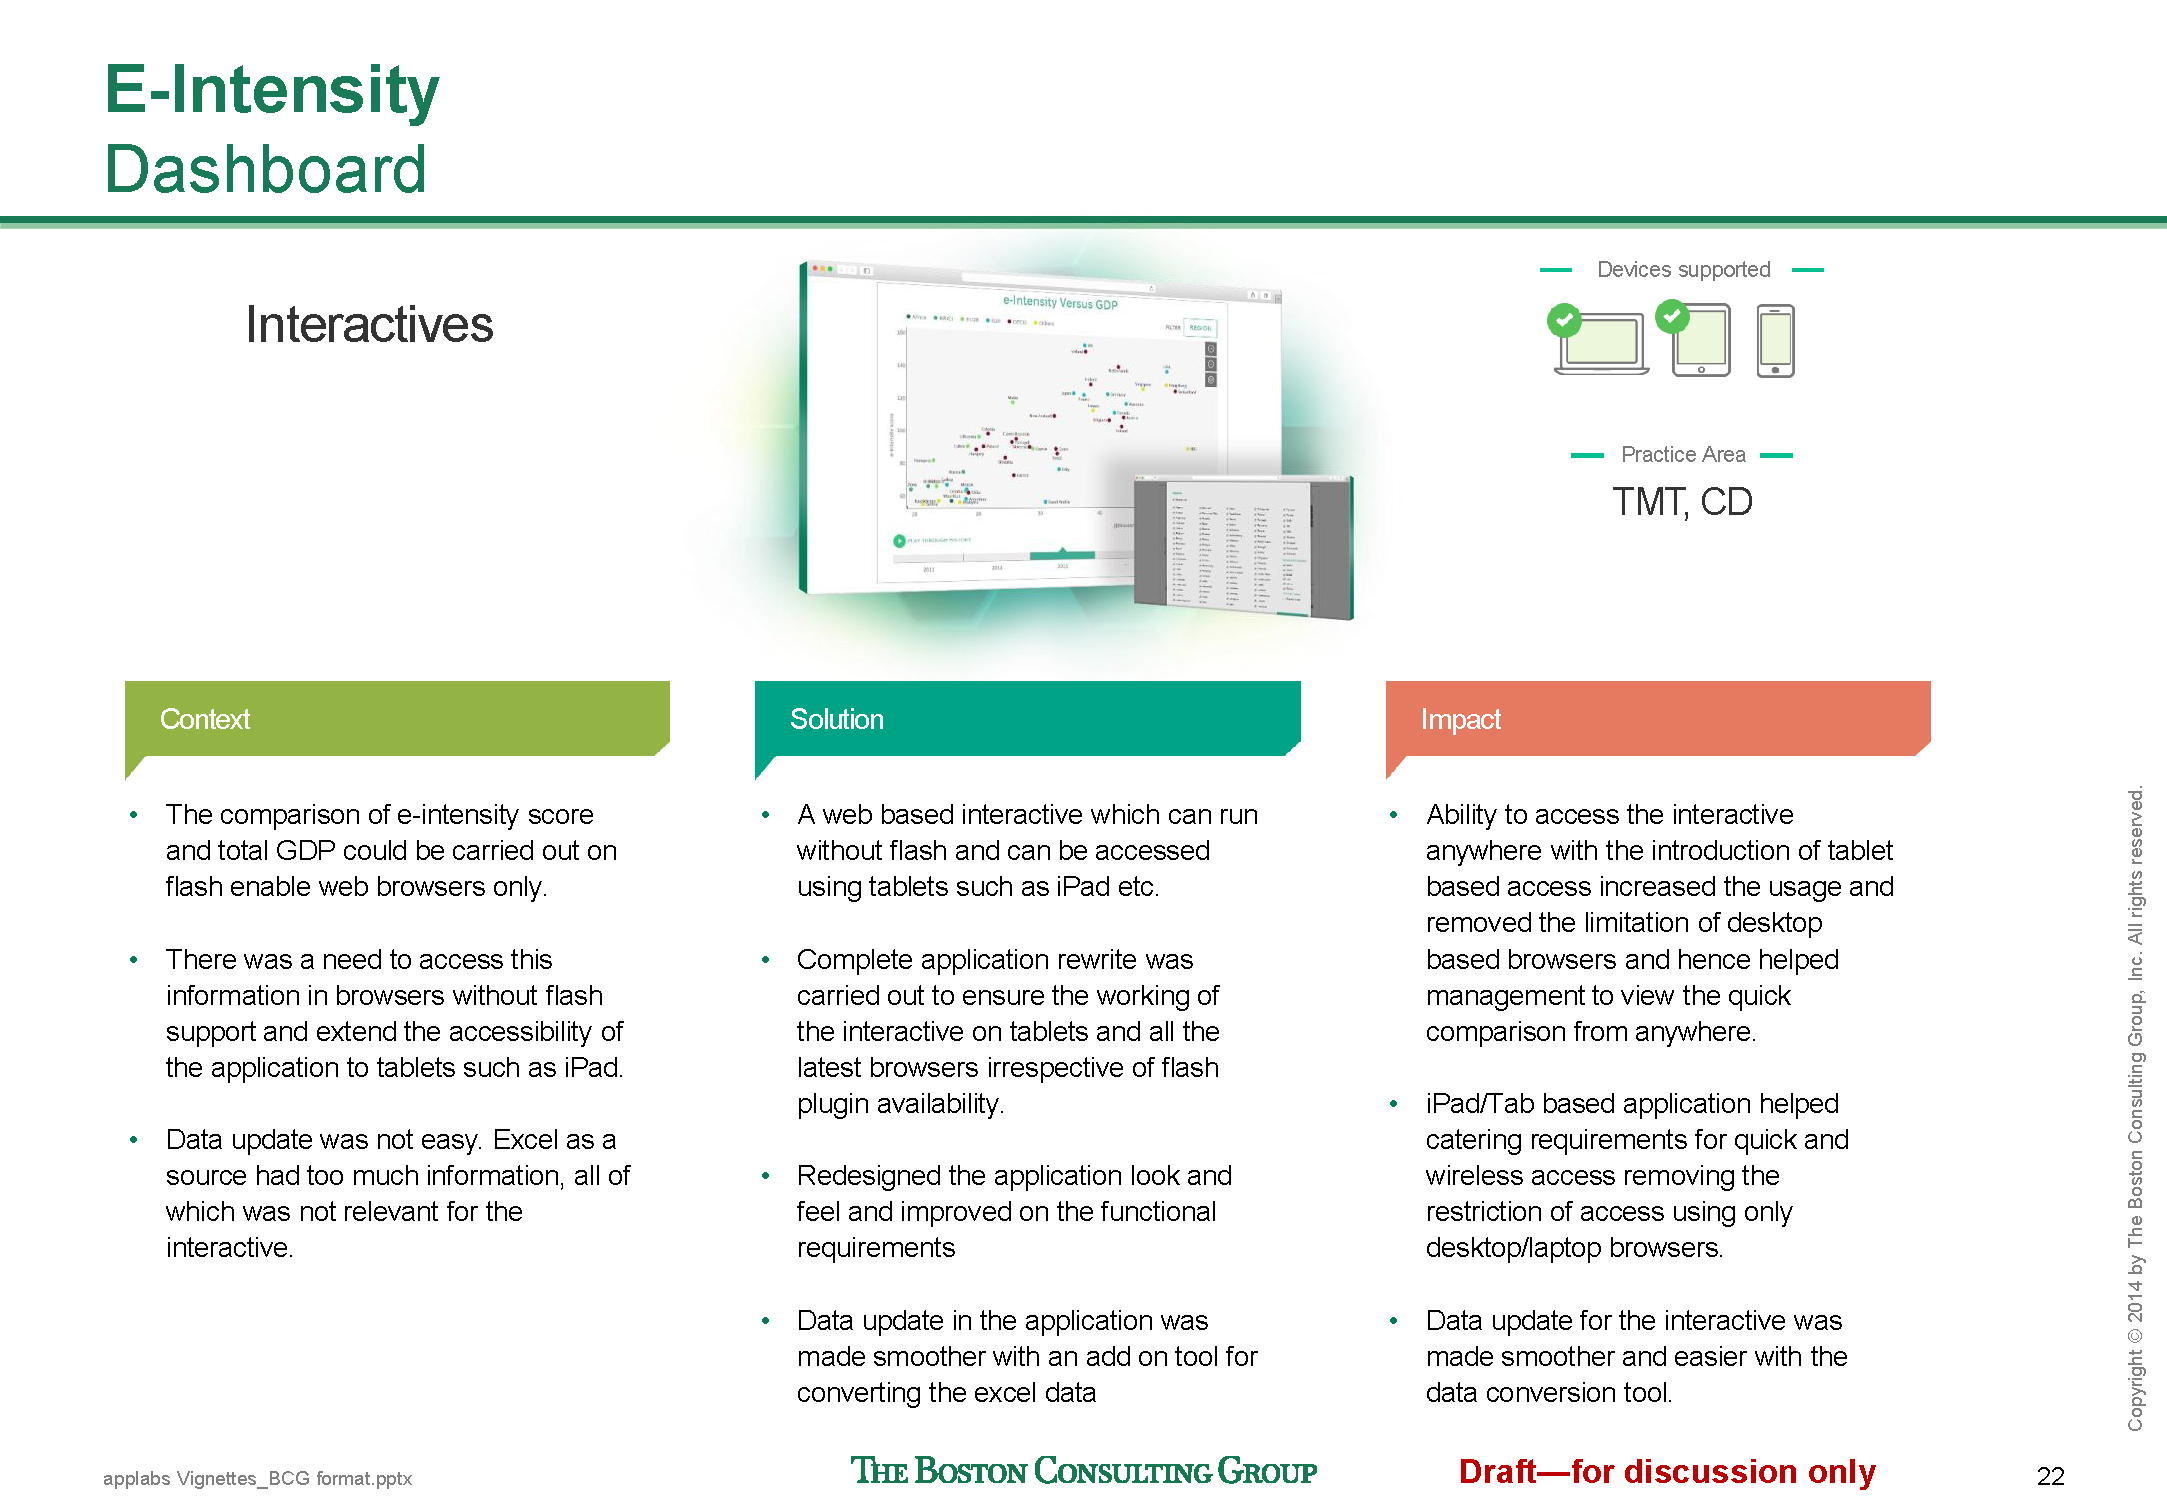 E-Intensity
Dashboard
Interactives
e-Intensity Versus GDP
FILTER
REGION
PLAY THROUGH HISTORY
2011
2012
2013
Devices supported
Practice Area
TMT, CD
Context
• The comparison of e-intensity score
and total GDP could be carried out on
flash enable web browsers only.
• There was a need to access this
information in browsers without flash
support and extend the accessibility of
the application to tablets such as iPad.
• Data update was not easy. Excel as a
source had too much information, all of
which was not relevant for the
interactive.
Solution
• A web based interactive which can run
without flash and can be accessed
using tablets such as iPad etc.
• Complete application rewrite was
carried out to ensure the working of
the interactive on tablets and all the
latest browsers irrespective of flash
plugin availability.
• Redesigned the application look and
feel and improved on the functional
requirements
• Data update in the application was
made smoother with an add on tool for
converting the excel data
Impact
• Ability to access the interactive
anywhere with the introduction of tablet
based access increased the usage and
removed the limitation of desktop
based browsers and hence helped
management to view the quick
comparison from anywhere.
• iPad/Tab based application helped
catering requirements for quick and
wireless access removing the
restriction of access using only
desktop/laptop browsers.
• Data update for the interactive was
made smoother and easier with the
data conversion tool.
Copyright © 2014 by The Boston Consulting Group, Inc. All rights reserved.
applabs Vignettes_BCG format.pptx
THE BOSTON CONSULTING GROUP
Draft—for discussion only
22